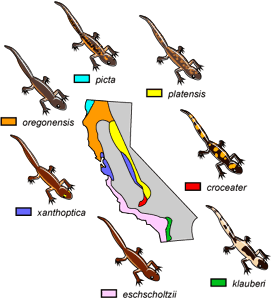 picta
platensis
oregonensis
croceater
xanthoptica
klauberi
eschscholtzii